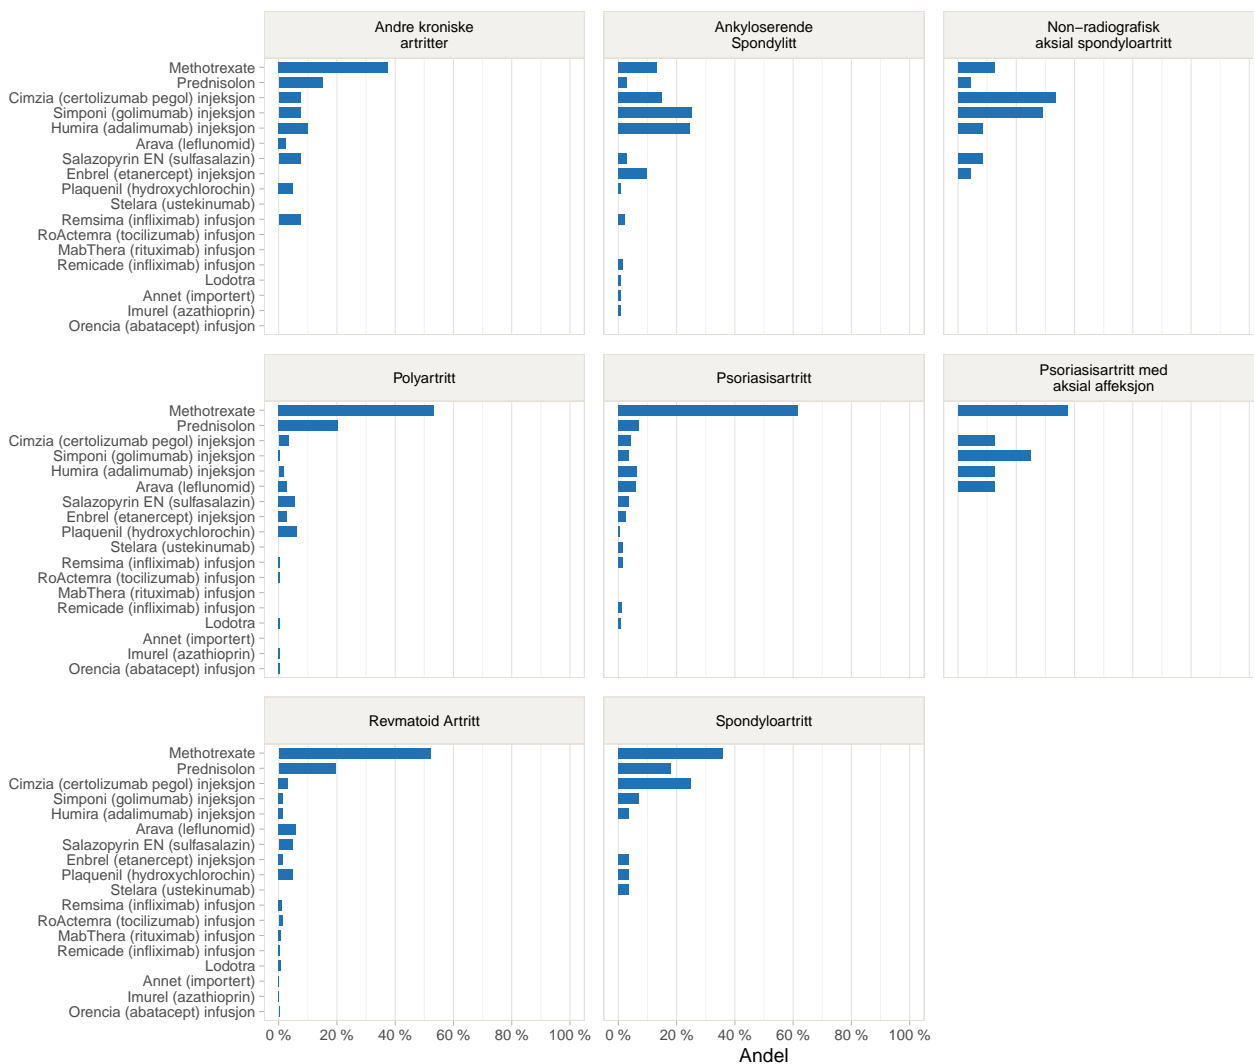 Andre kroniske
artritter
Ankyloserende
Spondylitt
Non−radiografisk
aksial spondyloartritt
Methotrexate
Prednisolon
Cimzia (certolizumab pegol) injeksjon
Simponi (golimumab) injeksjon
Humira (adalimumab) injeksjon
Arava (leflunomid)
Salazopyrin EN (sulfasalazin)
Enbrel (etanercept) injeksjon
Plaquenil (hydroxychlorochin)
Stelara (ustekinumab)
Remsima (infliximab) infusjon
RoActemra (tocilizumab) infusjon
MabThera (rituximab) infusjon
Remicade (infliximab) infusjon
Lodotra
Annet (importert)
Imurel (azathioprin)
Orencia (abatacept) infusjon
Polyartritt
Psoriasisartritt
Psoriasisartritt med
aksial affeksjon
Methotrexate
Prednisolon
Cimzia (certolizumab pegol) injeksjon
Simponi (golimumab) injeksjon
Humira (adalimumab) injeksjon
Arava (leflunomid)
Salazopyrin EN (sulfasalazin)
Enbrel (etanercept) injeksjon
Plaquenil (hydroxychlorochin)
Stelara (ustekinumab)
Remsima (infliximab) infusjon
RoActemra (tocilizumab) infusjon
MabThera (rituximab) infusjon
Remicade (infliximab) infusjon
Lodotra
Annet (importert)
Imurel (azathioprin)
Orencia (abatacept) infusjon
Revmatoid Artritt
Spondyloartritt
Methotrexate
Prednisolon
Cimzia (certolizumab pegol) injeksjon
Simponi (golimumab) injeksjon
Humira (adalimumab) injeksjon
Arava (leflunomid)
Salazopyrin EN (sulfasalazin)
Enbrel (etanercept) injeksjon
Plaquenil (hydroxychlorochin)
Stelara (ustekinumab)
Remsima (infliximab) infusjon
RoActemra (tocilizumab) infusjon
MabThera (rituximab) infusjon
Remicade (infliximab) infusjon
Lodotra
Annet (importert)
Imurel (azathioprin)
Orencia (abatacept) infusjon
0 % 20 % 40 % 60 % 80 % 100 % 0 % 20 % 40 % 60 % 80 % 100 %
Andel